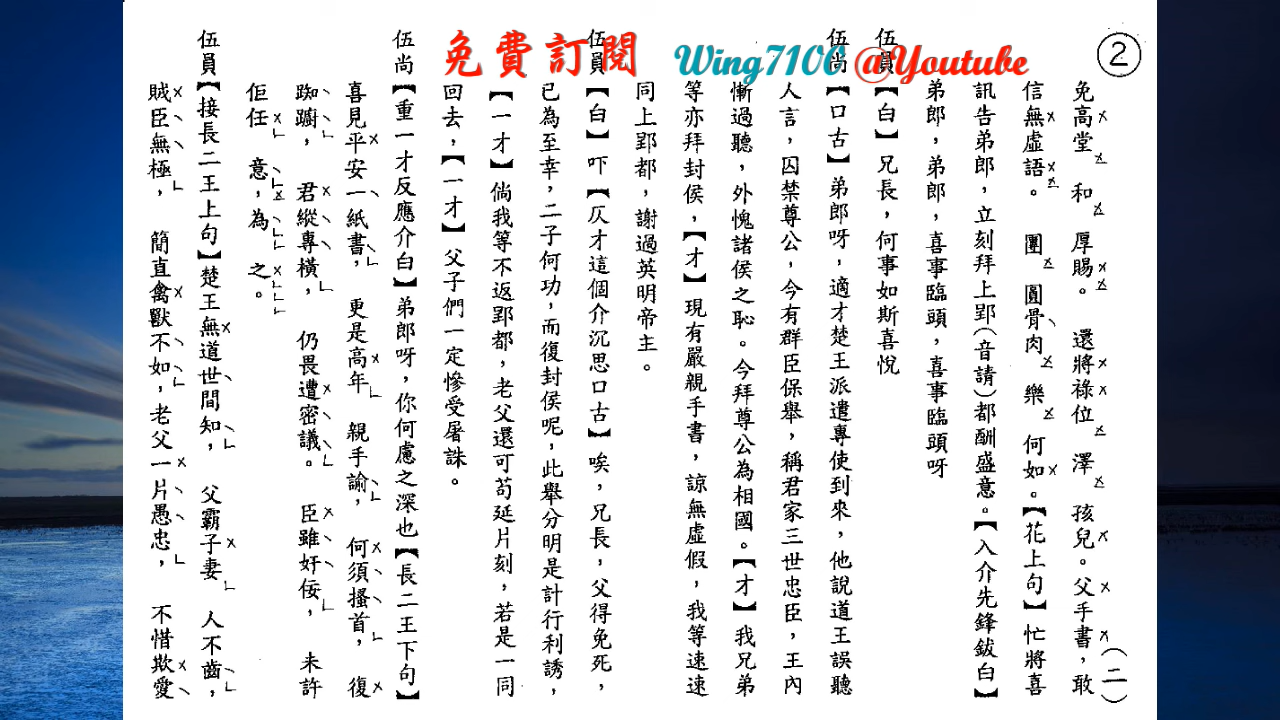 免費訂閱 Wing7106 @Youtube
2
（二）
免高堂 和 厚賜。 還將祿位 澤 孩兒。父手書，敢
信無虛語。 團 圓骨肉 樂 何如。【花上句】忙將喜
訊告弟郎，立刻拜上郢（音請）都酬盛意。【入介先鋒鈸白】
弟郎，弟郎，喜事臨頭，喜事臨頭呀
伍員【白】兄長，何事如斯喜悅
伍尚【口古】弟郎呀，適才楚王派遣專使到來，他說道王誤聽
人言，囚禁尊公，今有群臣保舉，稱君家三世忠臣，王內
慚過聽，外愧諸侯之恥。今拜尊公為相國。【才】我兄弟
等亦拜封侯，【才】現有嚴親手書，諒無虛假，我等速速
同上郢都，謝過英明帝主。
伍員【白】吓【仄才這個介沉思口古】唉，兄長，父得免死，
已為至幸，二子何功，而復封侯呢，此舉分明是計行利誘，
【一才】倘我等不返郢都，老父還可苟延片刻，若是一同
回去，【一才】父子們一定慘受屠誅。
伍尚【重一才反應介白】弟郎呀，你何慮之深也【長二王下句】
喜見平安一紙書， 更是高年 親手諭， 何須搔首， 復
踟躕， 君縱專橫， 仍畏遭密議。 臣雖奸佞， 未許
佢任 意，為 之。
伍員【接長二王上句】楚王無道世間知， 父霸子妻 人不齒，
賊臣無極， 簡直禽獸不如，老父一片愚忠， 不惜欺愛